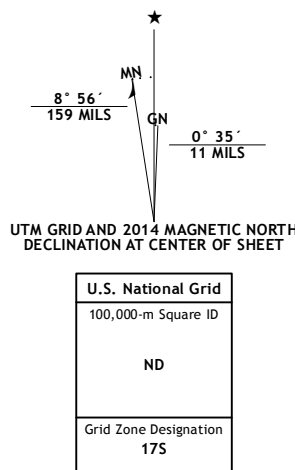 ★
MN
8° 56´
159 MILS
GN
0° 35´
11 MILS
UTM GRID AND 2014 MAGNETIC NORTH
DECLINATION AT CENTER OF SHEET
U.S. National Grid
100,000-m Square ID
ND
Grid Zone Designation
17S